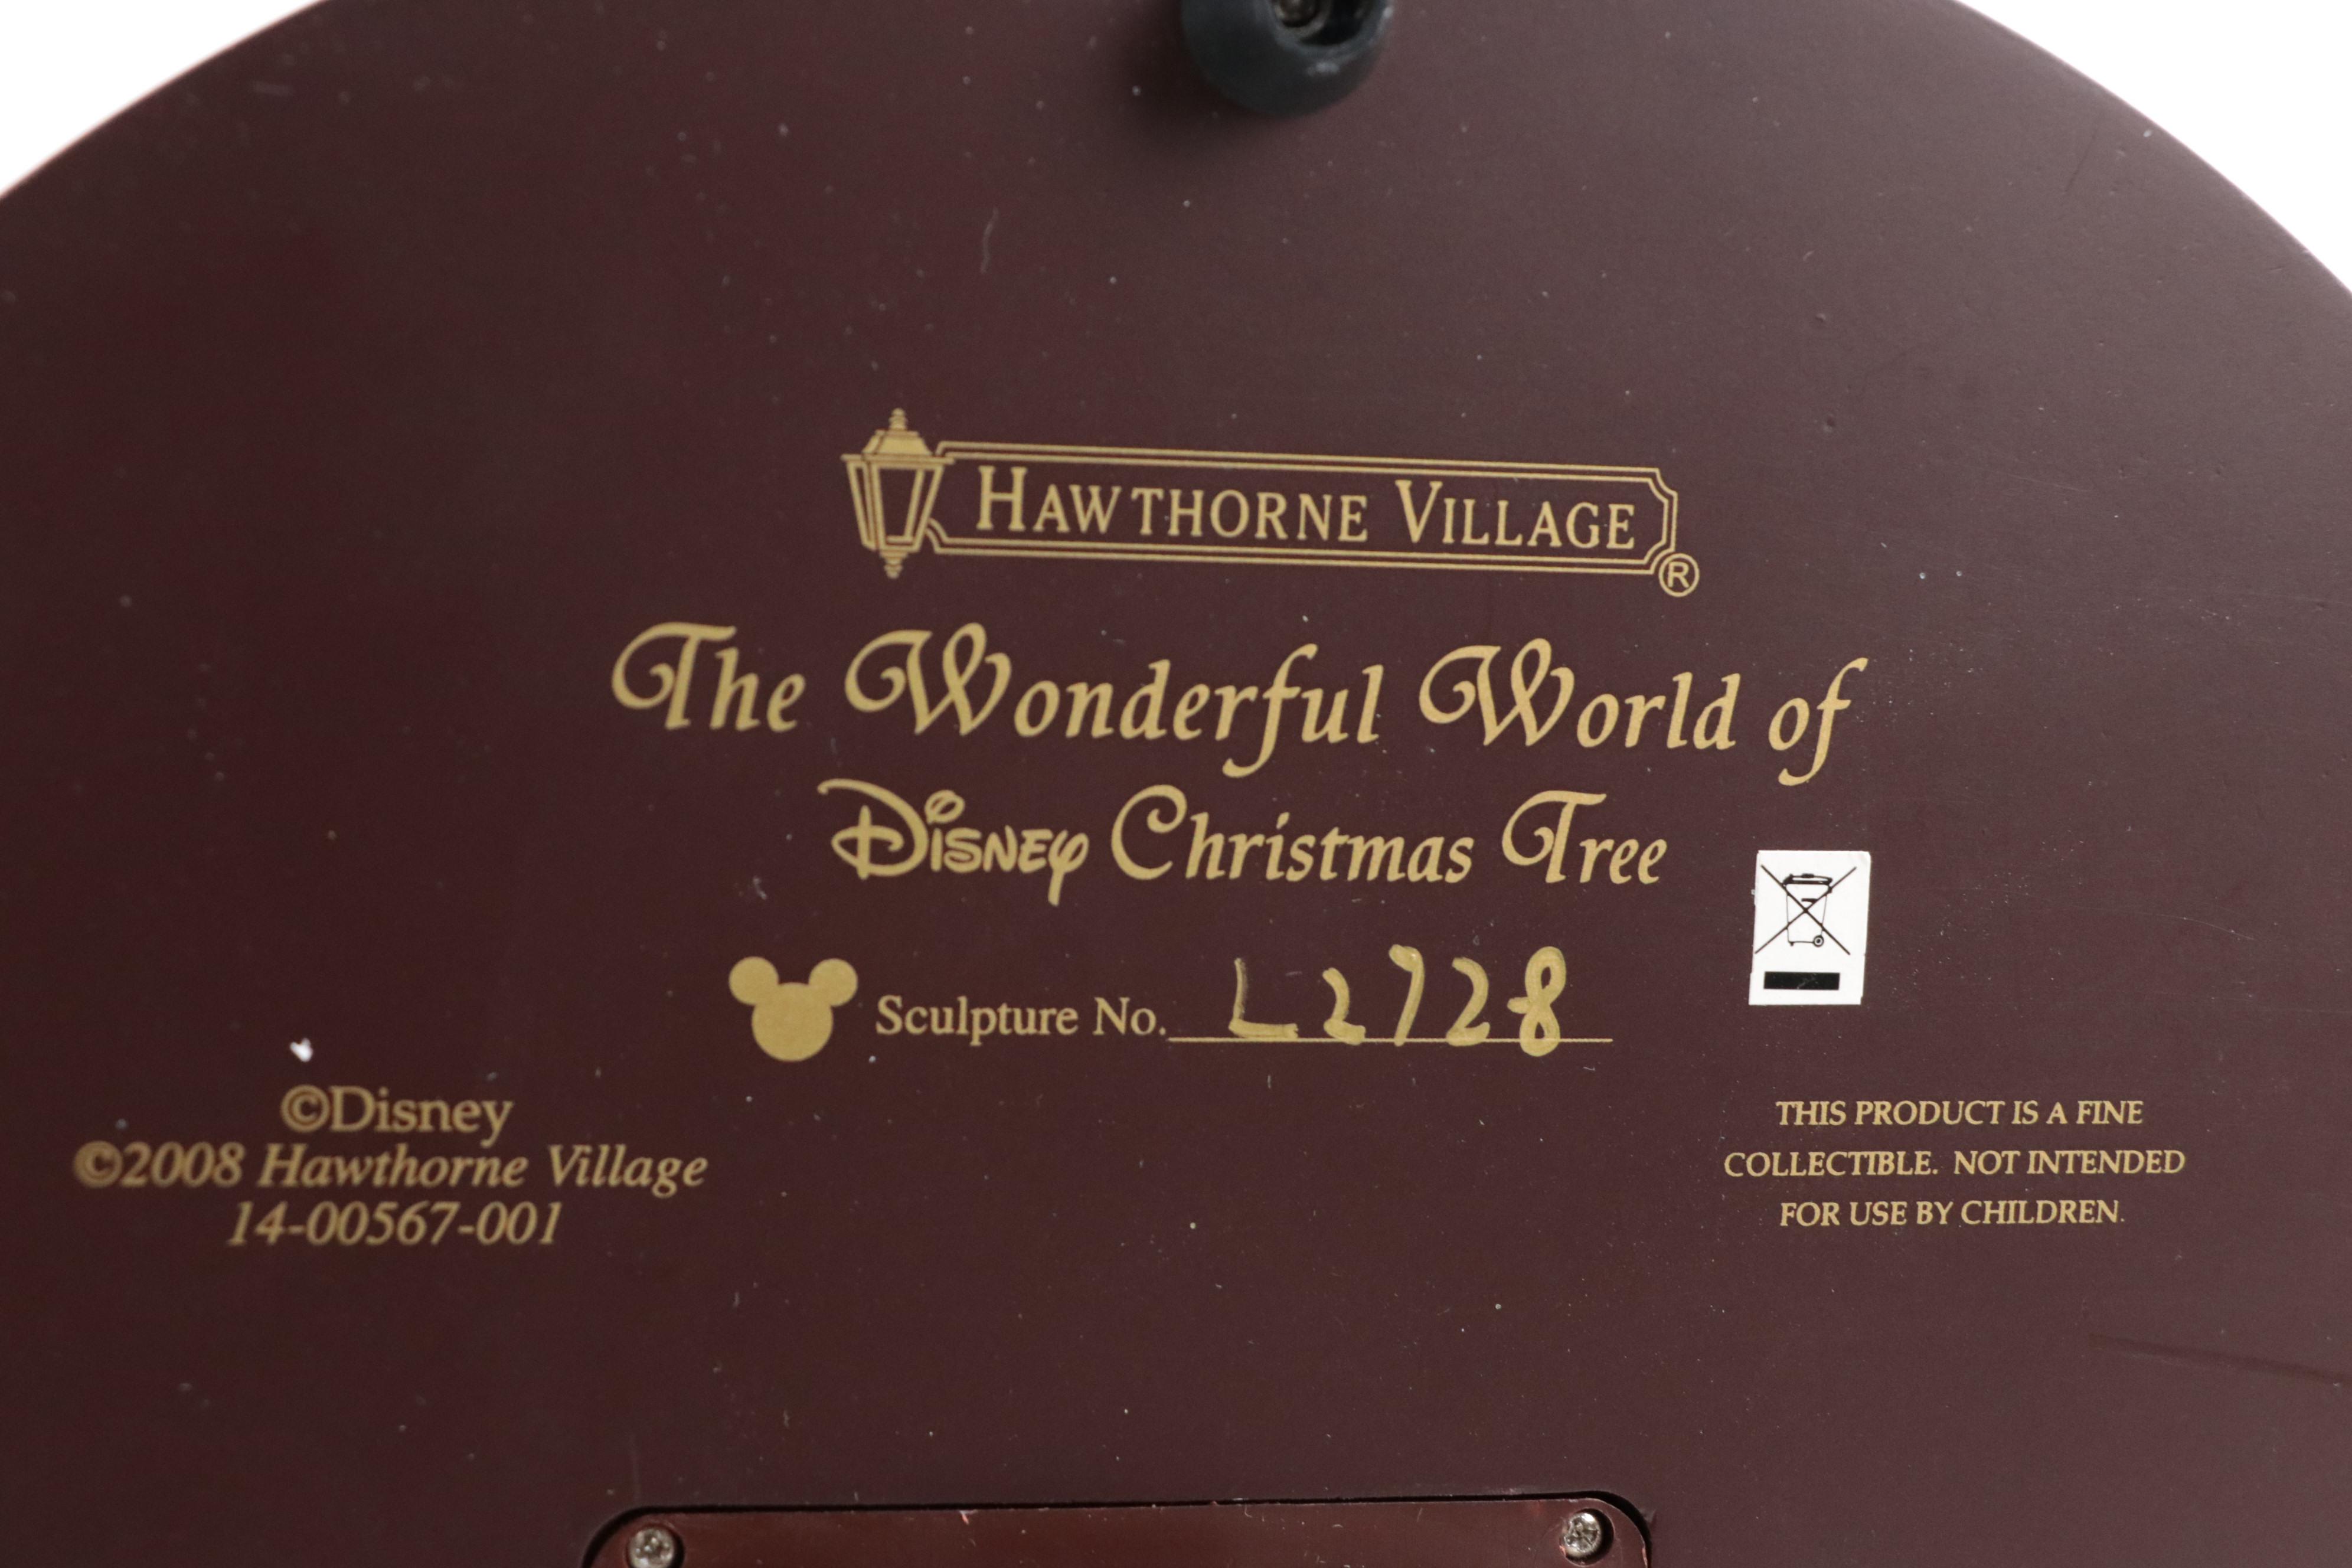 HAWTHORNE VILLAGE
®
The Wonderful World of
Disney Christmas Tree
Sculpture No. L2728
©Disney
©2008 Hawthorne Village
14-00567-001
THIS PRODUCT IS A FINE
COLLECTIBLE. NOT INTENDED
FOR USE BY CHILDREN.